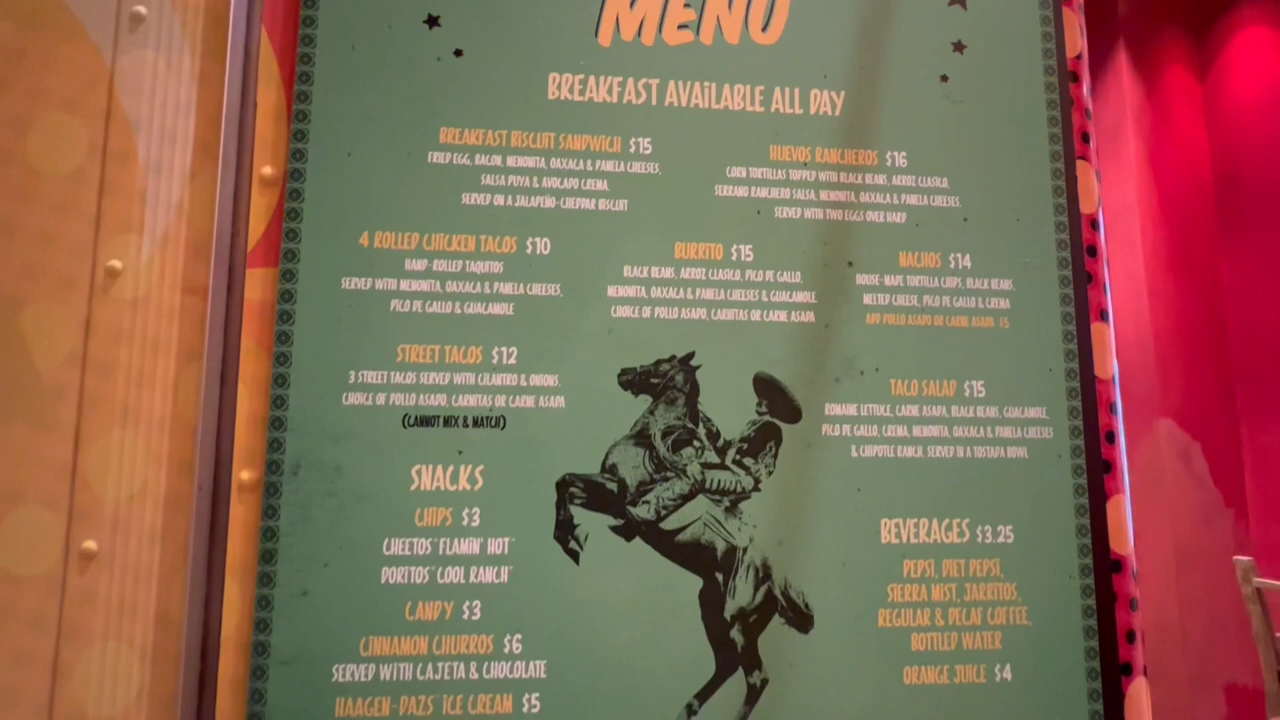 MENU
BREAKFAST AVAILABLE ALL DAY
BREAKFAST BISCUIT SANDWICH $15
FRIED EGG, BACON, MENONITA, OAXACA & PANELA CHEESES,
SALSA PUYA & AVOCADO CREMA.
SERVED ON A JALAPEÑO-CHEDDAR BISCUIT
HUEVOS RANCHEROS $16
CORN TORTILLAS TOPPED WITH BLACK BEANS, ARROZ CLASICO,
SERRANO RANCHERO SALSA, MENONITA, OAXACA & PANELA CHEESES.
SERVED WITH TWO EGGS OVER HARD
4 ROLLED CHICKEN TACOS $10
HAND-ROLLED TAQUITOS
SERVED WITH MENONITA, OAXACA & PANELA CHEESES,
PICO DE GALLO & GUACAMOLE
BURRITO $15
BLACK BEANS, ARROZ CLASICO, PICO DE GALLO,
MENONITA, OAXACA & PANELA CHEESES & GUACAMOLE.
CHOICE OF POLLO ASADO, CARNITAS OR CARNE ASADA
NACHOS $14
HOUSE-MADE TORTILLA CHIPS, BLACK BEANS,
MELTED CHEESE, PICO DE GALLO & CREMA
ADD POLLO ASADO OR CARNE ASADA $5
STREET TACOS $12
3 STREET TACOS SERVED WITH CILANTRO & ONIONS.
CHOICE OF POLLO ASADO, CARNITAS OR CARNE ASADA
(CANNOT MIX & MATCH)
TACO SALAD $15
ROMAINE LETTUCE, CARNE ASADA, BLACK BEANS, GUACAMOLE,
PICO DE GALLO, CREMA, MENONITA, OAXACA & PANELA CHEESES
& CHIPOTLE RANCH. SERVED IN A TOSTADA BOWL
SNACKS
CHIPS $3
CHEETOS® FLAMIN' HOT®
DORITOS® COOL RANCH®
CANDY $3
CINNAMON CHURROS $6
SERVED WITH CAJETA & CHOCOLATE
HAAGEN-DAZS® ICE CREAM $5
BEVERAGES $3.25
PEPSI, DIET PEPSI,
SIERRA MIST, JARRITOS,
REGULAR & DECAF COFFEE,
BOTTLED WATER
ORANGE JUICE $4